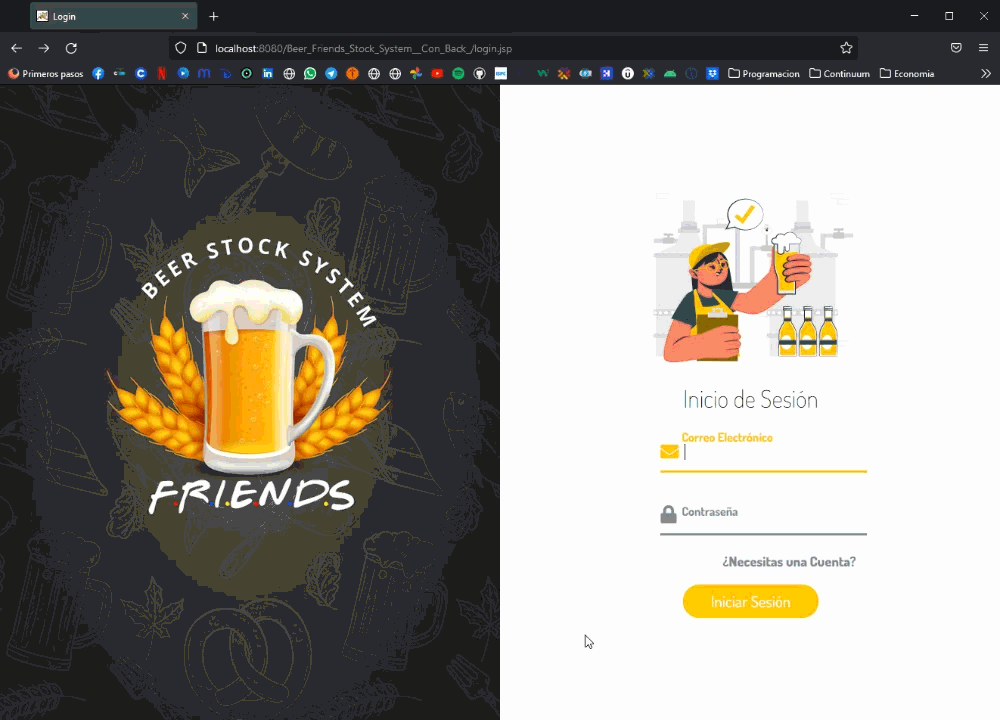 Login
localhost:8080/Beer_Friends_Stock_System__Con_Back_/login.jsp
Primeros pasos
Programacion
Continuum
Economia
BEER STOCK SYSTEM
FRIENDS
Inicio de Sesión
Correo Electrónico
Contraseña
¿Necesitas una Cuenta?
Iniciar Sesión